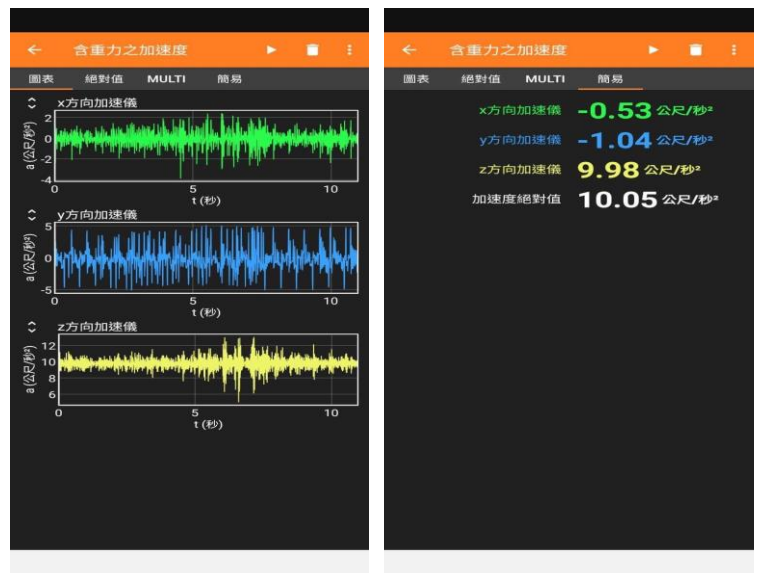 含重力之加速度
圖表 絕對值 MULTI 簡易
x方向加速儀
a (公尺/秒²)
2
0
-2
-4
0 5 10
t (秒)
y方向加速儀
a (公尺/秒²)
5
0
-5
0 5 10
t (秒)
z方向加速儀
a (公尺/秒²)
12
10
8
6
0 5 10
t (秒)
含重力之加速度
圖表 絕對值 MULTI 簡易
x方向加速儀 -0.53 公尺/秒²
y方向加速儀 -1.04 公尺/秒²
z方向加速儀 9.98 公尺/秒²
加速度絕對值 10.05 公尺/秒²